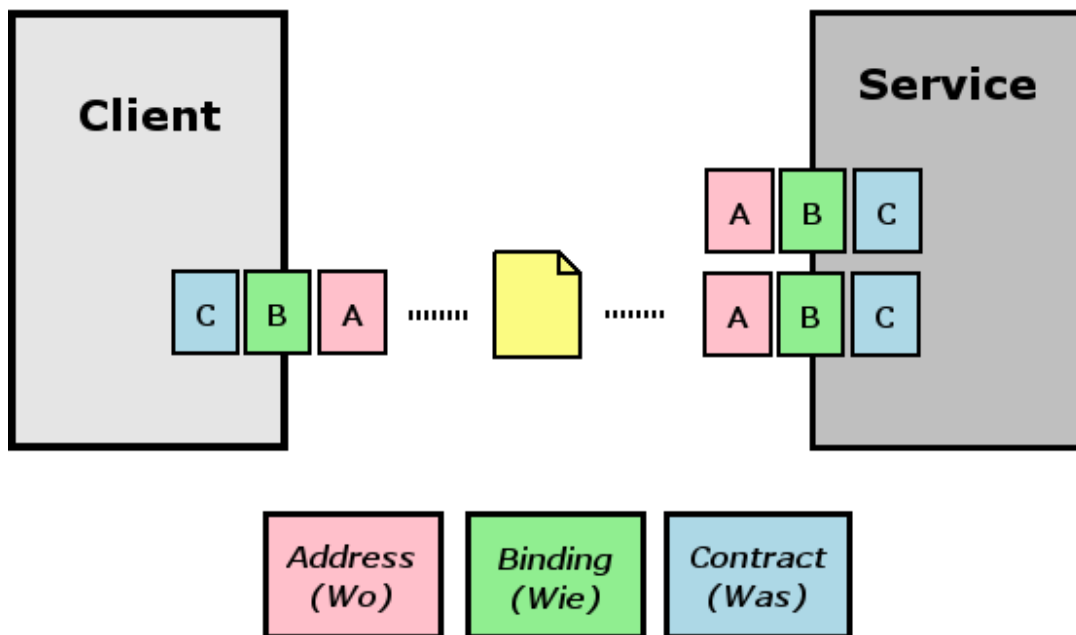 Client
Service
A B C
C B A
A B C
Address
(Wo)
Binding
(Wie)
Contract
(Was)